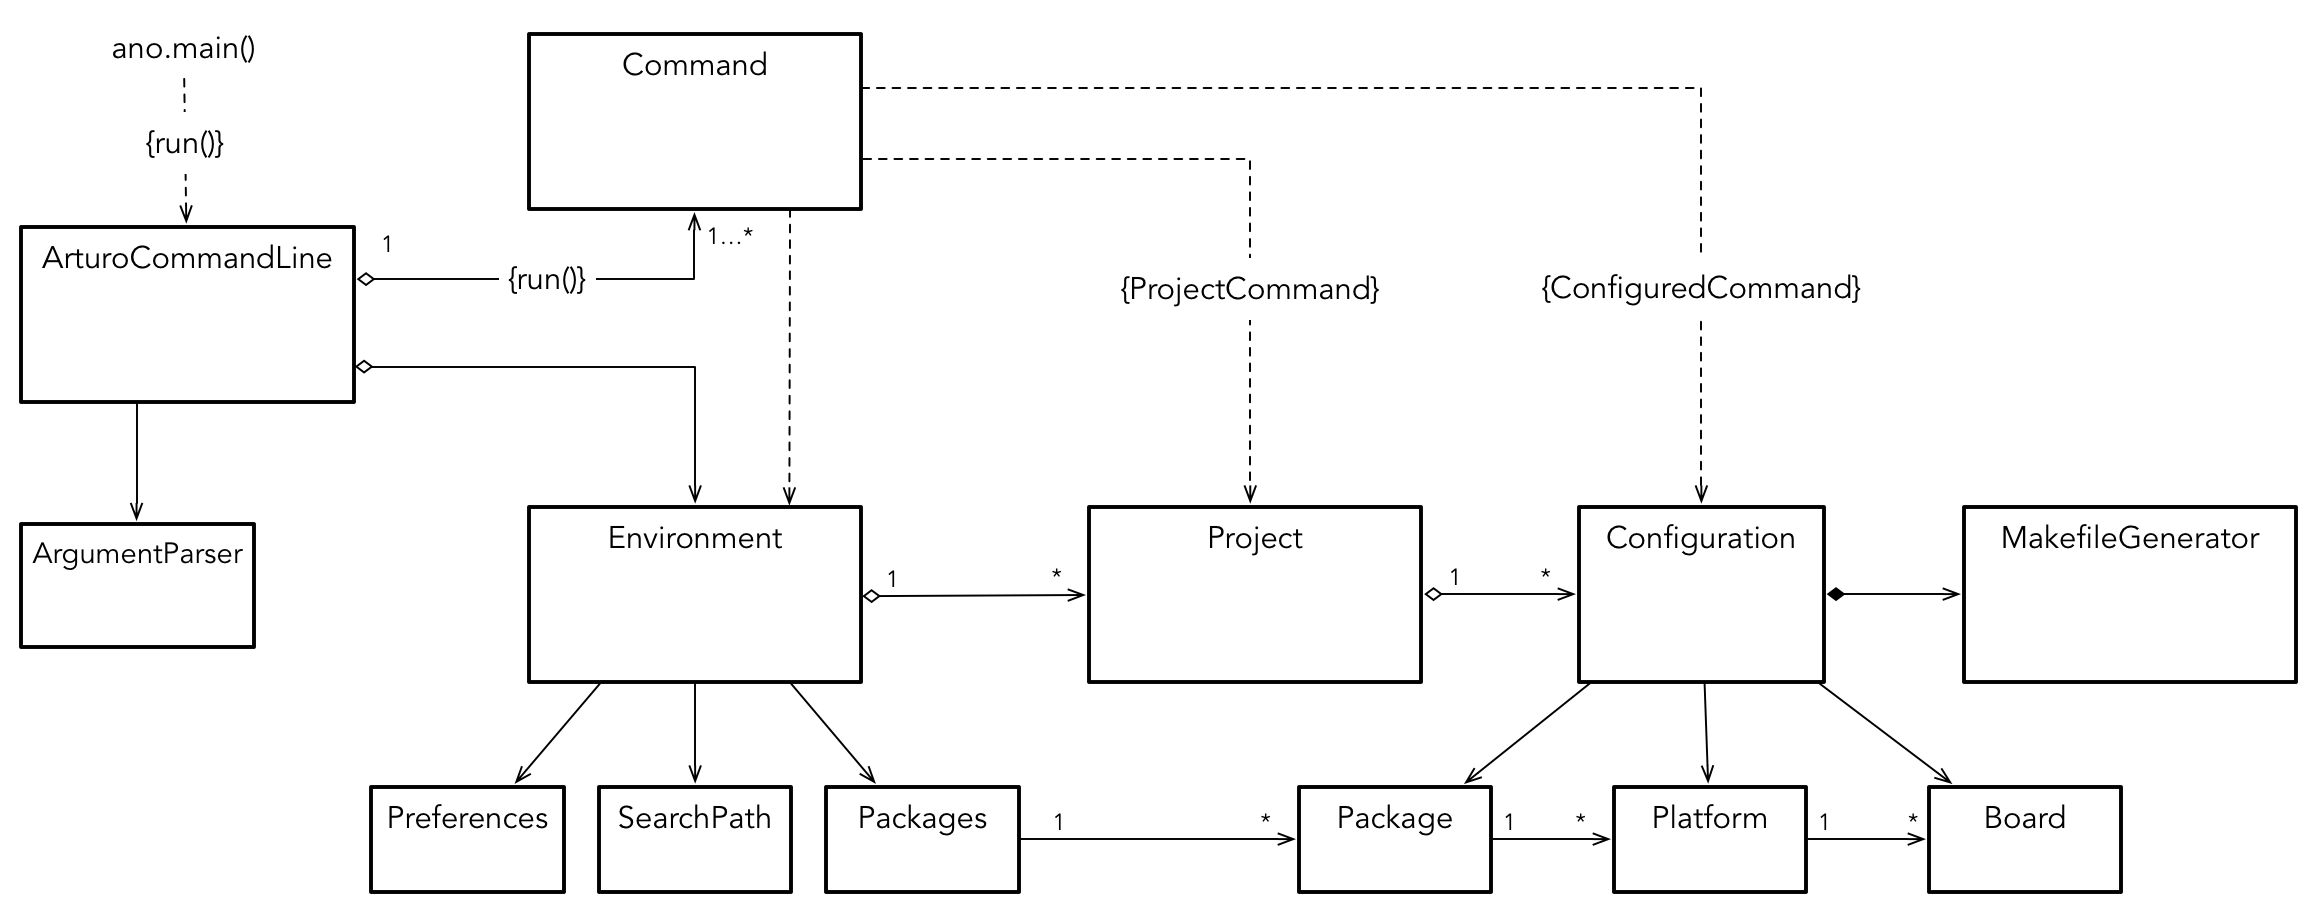 ano.main()
Command
{run()}
ArturoCommandLine
1
1...*
{run()}
{ProjectCommand}
{ConfiguredCommand}
ArgumentParser
Environment
Project
Configuration
MakefileGenerator
1
*
1
*
Preferences
SearchPath
Packages
1
*
Package
1
*
Platform
1
*
Board